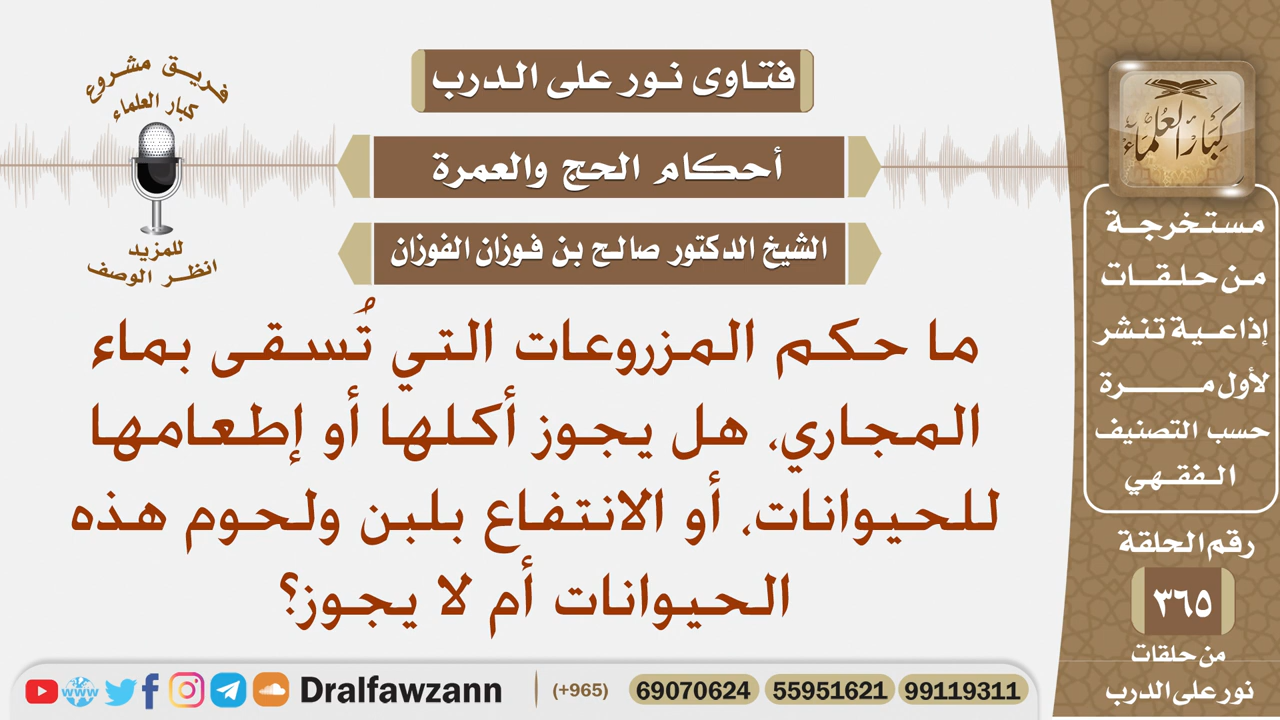 فتاوى نور على الدرب
أحكام الحج والعمرة
الشيخ الدكتور صالح بن فوزان الفوزان
ما حكم المزروعات التي تُسقى بماء
المجاري، هل يجوز أكلها أو إطعامها
للحيوانات، أو الانتفاع بلبن ولحوم هذه
الحيوانات أم لا يجوز؟
فريق مشروع
كبار العلماء
للمزيد
انظر الوصف
كبار العلماء
مستخرجة
من حلقات
إذاعية تنشر
لأول مرة
حسب التصنيف
الفقهي
رقم الحلقة
٣٦٥
من حلقات
نور على الدرب
www
Dralfawzann
(+965)
69070624
55951621
99119311